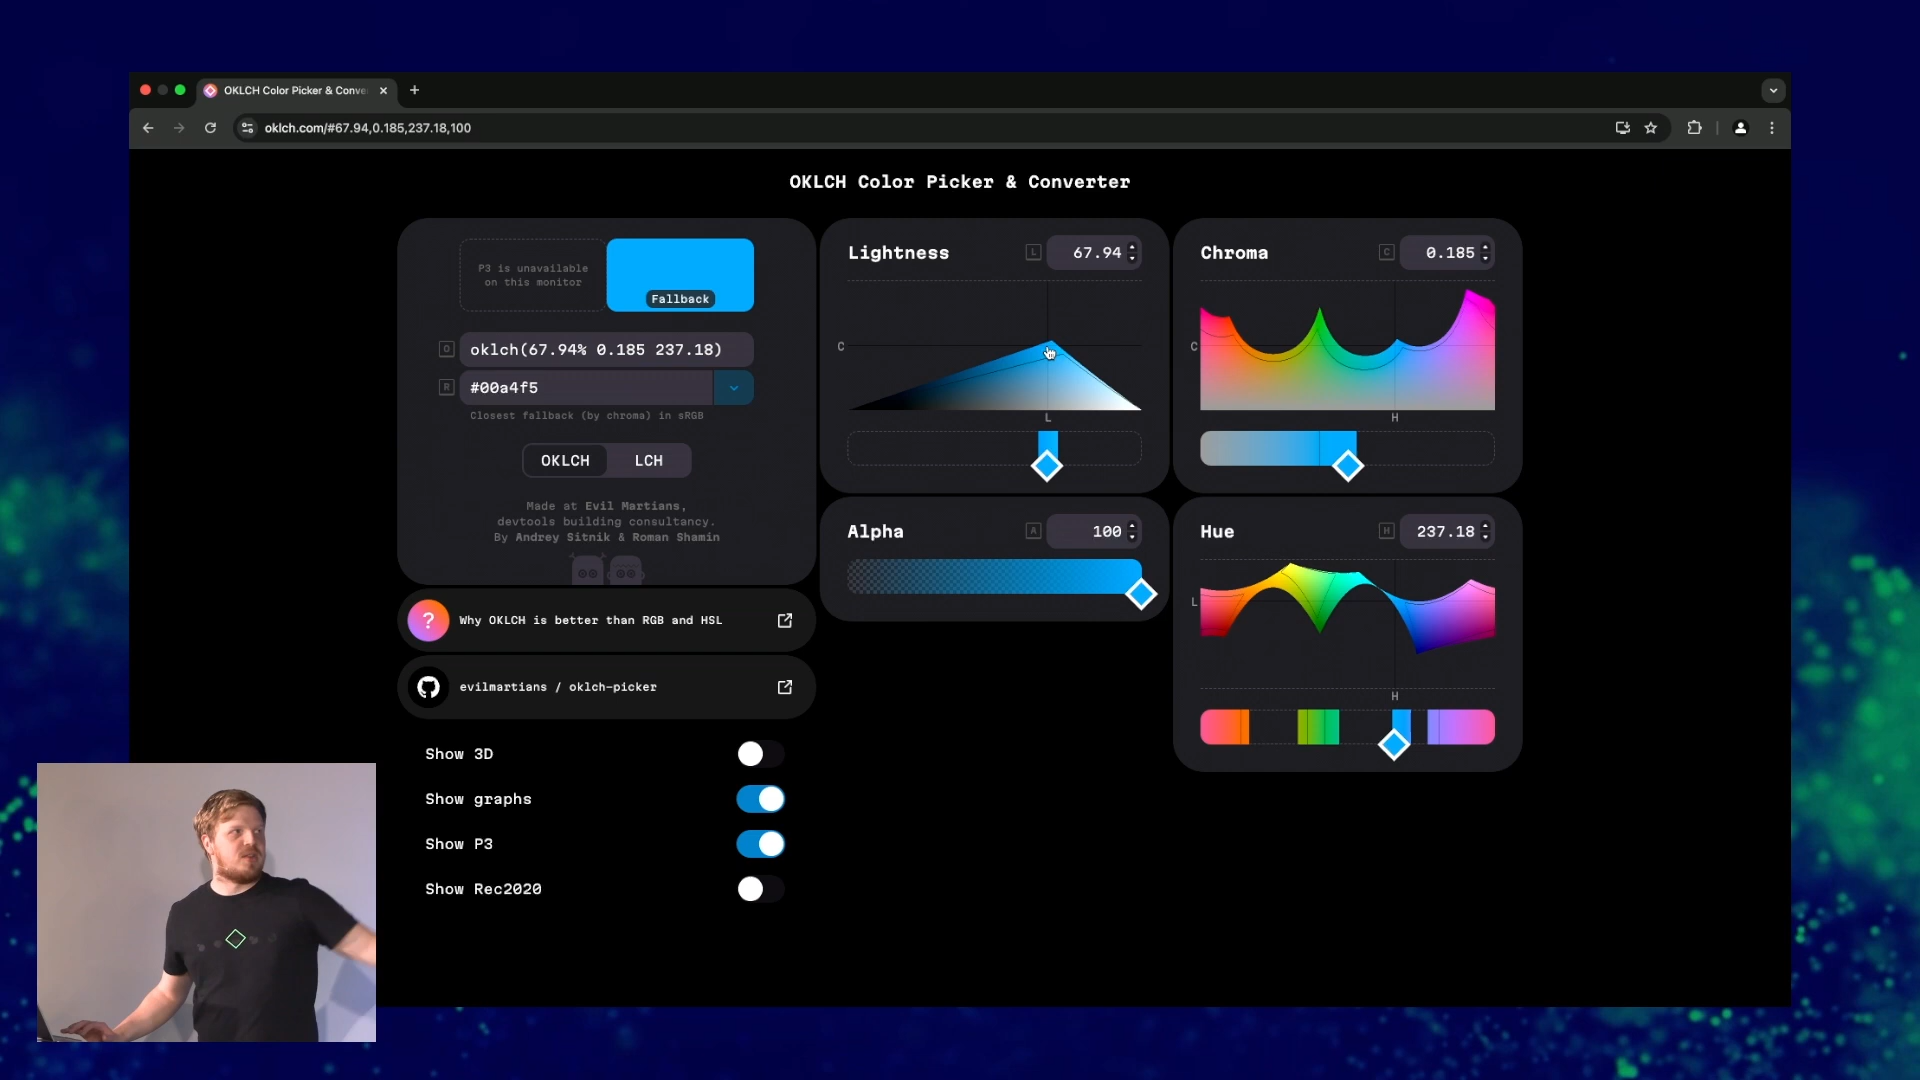 OKLCH Color Picker & Conve
oklch.com/#67.94,0.185,237.18,100
OKLCH Color Picker & Converter
P3 is unavailable
on this monitor
Fallback
O oklch(67.94% 0.185 237.18)
R #00a4f5
Closest fallback (by chroma) in sRGB
OKLCH LCH
Made at Evil Martians,
devtools building consultancy.
By Andrey Sitnik & Roman Shamin
? Why OKLCH is better than RGB and HSL
evilmartians / oklch-picker
Show 3D
Show graphs
Show P3
Show Rec2020
Lightness L 67.94
C
L
Alpha A 100
Chroma C 0.185
C
H
Hue H 237.18
L
H